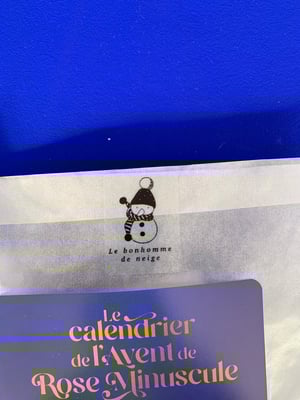 Le bonhomme
de neige
Le
calendrier
de l'Avent de
Rose Minuscule